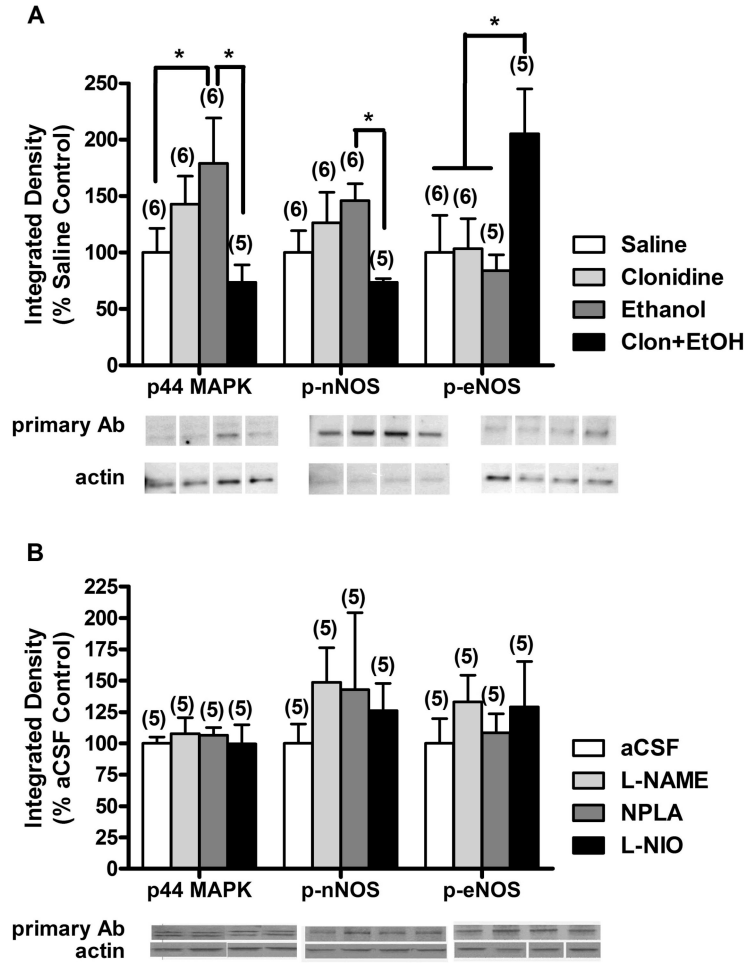 A
Integrated Density
(% Saline Control)
250
200
150
100
50
0
*
*
*
*
(6)
(6)
(6)
(5)
(6)
(6)
(6)
(5)
(6)
(6)
(5)
(5)
Saline
Clonidine
Ethanol
Clon+EtOH
p44 MAPK
p-nNOS
p-eNOS
primary Ab
actin
B
Integrated Density
(% aCSF Control)
225
200
175
150
125
100
75
50
25
0
(5)
(5)
(5)
(5)
(5)
(5)
(5)
(5)
(5)
(5)
(5)
(5)
aCSF
L-NAME
NPLA
L-NIO
p44 MAPK
p-nNOS
p-eNOS
primary Ab
actin